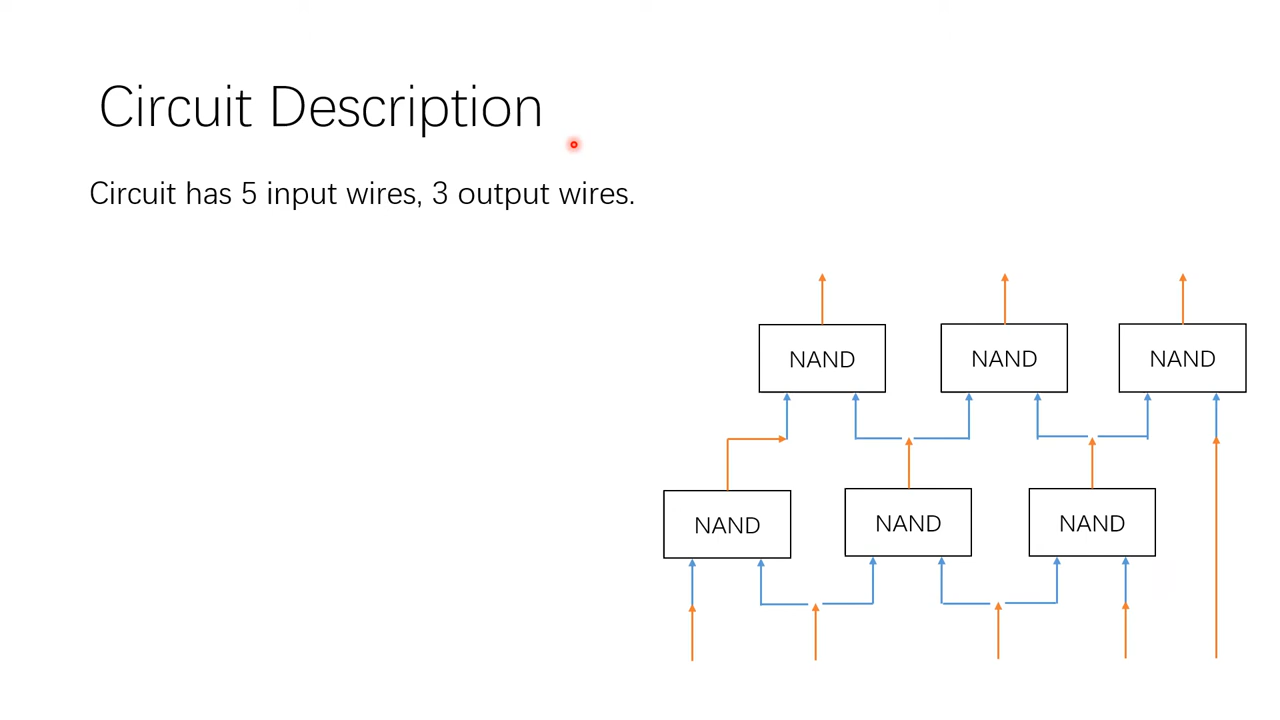 Circuit Description
Circuit has 5 input wires, 3 output wires.
NAND NAND NAND
NAND NAND NAND